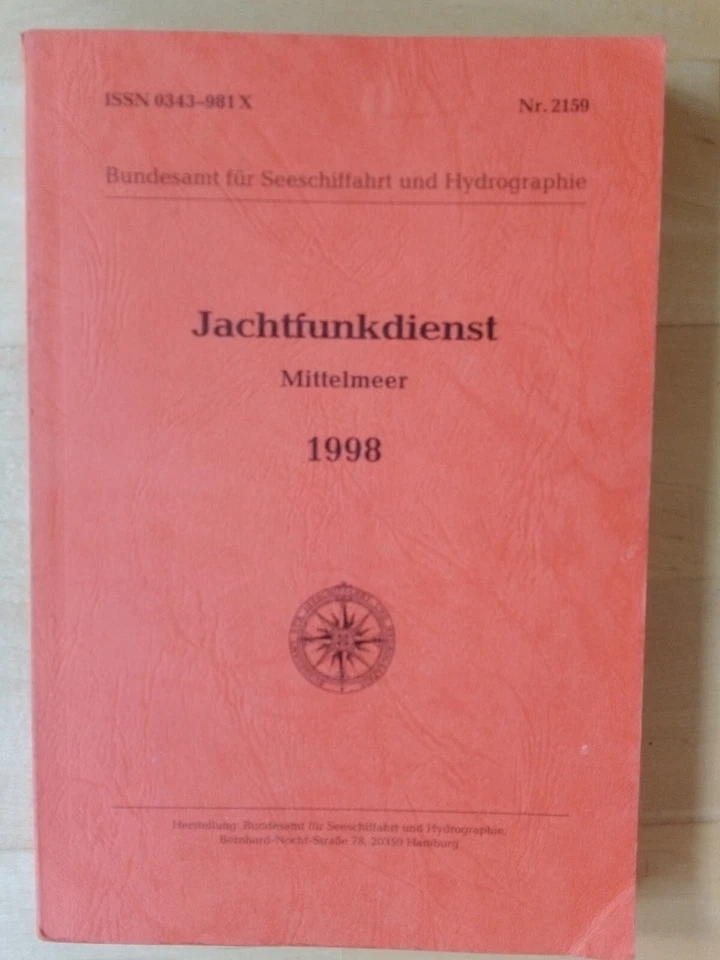 ISSN 0343–981 X
Nr. 2159
Bundesamt für Seeschiffahrt und Hydrographie
Jachtfunkdienst
Mittelmeer
1998
Herstellung: Bundesamt für Seeschiffahrt und Hydrographie,
Bernhard-Nocht-Straße 78, 20359 Hamburg